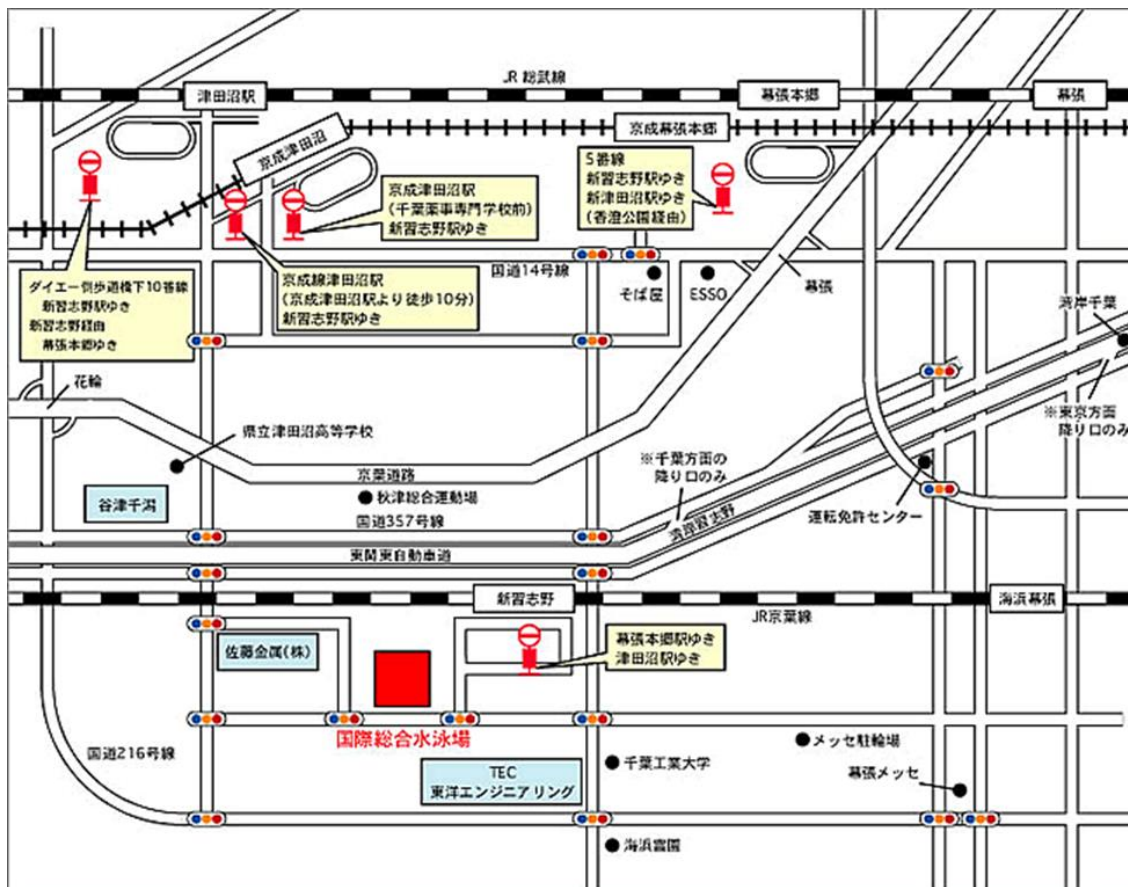 JR 総武線
津田沼駅
幕張本郷
幕張
京成幕張本郷
京成津田沼
5番線
新習志野駅ゆき
新津田沼駅ゆき
(香澄公園経由)
京成津田沼駅
(千葉薬事専門学校前)
新習志野駅ゆき
国道14号線
京成線津田沼駅
(京成津田沼駅より徒歩10分)
新習志野駅ゆき
ダイエー側歩道橋下10番線
新習志野駅ゆき
新習志野経由
幕張本郷ゆき
そば屋
ESSO
幕張
湾岸千葉
※東京方面
降り口のみ
花輪
県立津田沼高等学校
京葉道路
※千葉方面の
降り口のみ
谷津干潟
秋津総合運動場
国道357号線
湾岸習志野
運転免許センター
東関東自動車道
新習志野
海浜幕張
JR京葉線
佐藤金属(株)
幕張本郷駅ゆき
津田沼駅ゆき
国際総合水泳場
国道216号線
メッセ駐輪場
千葉工業大学
TEC
東洋エンジニアリング
幕張メッセ
海浜霊園